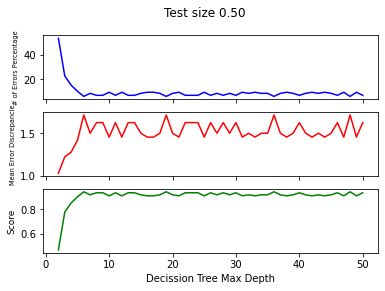 Test size 0.50
# of Errors Percentage
40
20
Mean Error Discrepancie
1.5
1.0
Score
0.8
0.6
0 10 20 30 40 50
Decission Tree Max Depth